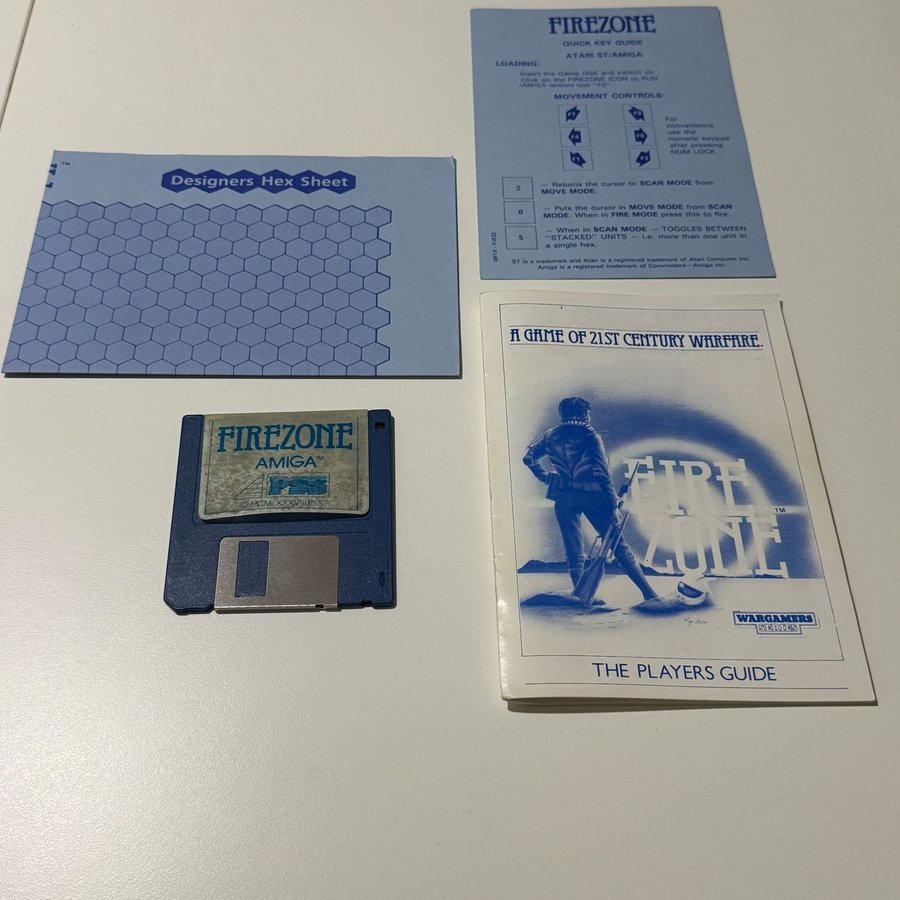 FIREZONE
QUICK KEY GUIDE
ATARI ST/AMIGA
LOADING:
Insert the Game Disk and switch on.
Click on the FIREZONE ICON to RUN
/AMIGA versions type "FZ"
MOVEMENT CONTROLS:
For
convenience
use the
numeric keypad
after pressing
NUM LOCK
2 — Returns the cursor to SCAN MODE from
MOVE MODE.
8 — Puts the cursor in MOVE MODE from SCAN
MODE. When in FIRE MODE press this to fire.
5 — When in SCAN MODE — TOGGLES BETWEEN
"STACKED" UNITS — i.e. more than one unit in
a single hex.
ST is a trademark and Atari is a registered trademark of Atari Computer Inc.
Amiga is a registered trademark of Commodore—Amiga Inc.
TM
Designers Hex Sheet
FIREZONE
AMIGA™
PSS
© MCMLXXXVIII PSS
A GAME OF 21ST CENTURY WARFARE.
FIRE
ZONE™
WARGAMERS
SERIES
THE PLAYERS GUIDE